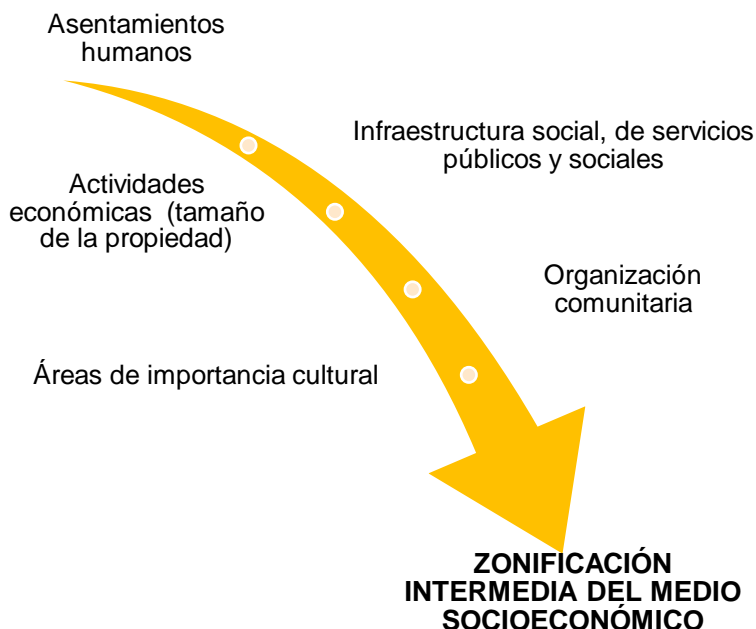 Asentamientos
humanos
Infraestructura social, de servicios
públicos y sociales
Actividades
económicas (tamaño
de la propiedad)
Organización
comunitaria
Áreas de importancia cultural
ZONIFICACIÓN
INTERMEDIA DEL MEDIO
SOCIOECONÓMICO